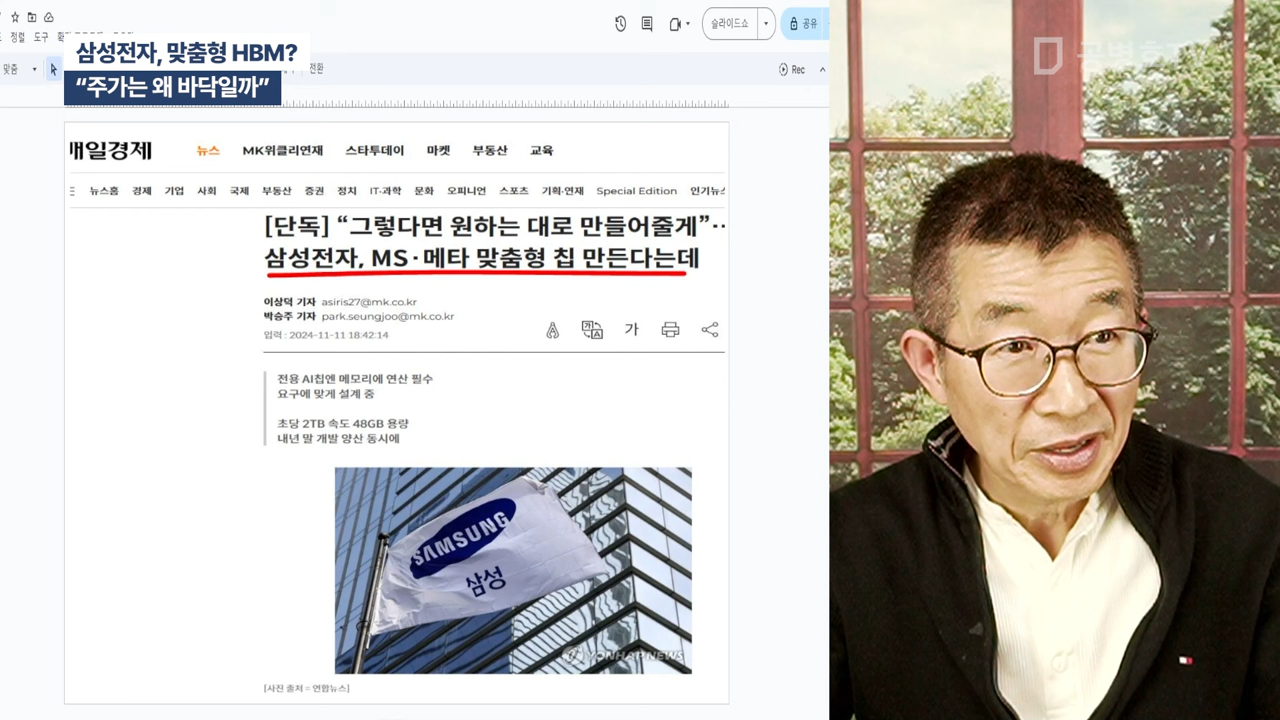 정렬 도구
슬라이드쇼
공유
맞춤
전환
Rec
삼성전자, 맞춤형 HBM?
“주가는 왜 바닥일까”
매일경제
뉴스 MK위클리연재 스타투데이 마켓 부동산 교육
뉴스홈 경제 기업 사회 국제 부동산 증권 정치 IT·과학 문화 오피니언 스포츠 기획·연재 Special Edition 인기뉴스
[단독] “그렇다면 원하는 대로 만들어줄게”··
삼성전자, MS·메타 맞춤형 칩 만든다는데
이상덕 기자 asiris27@mk.co.kr
박승주 기자 park.seungjoo@mk.co.kr
입력 : 2024-11-11 18:42:14
가
전용 AI칩엔 메모리에 연산 필수
요구에 맞게 설계 중
초당 2TB 속도 48GB 용량
내년 말 개발 양산 동시에
SAMSUNG
삼성
YONHAPNEWS
[사진 출처 = 연합뉴스]